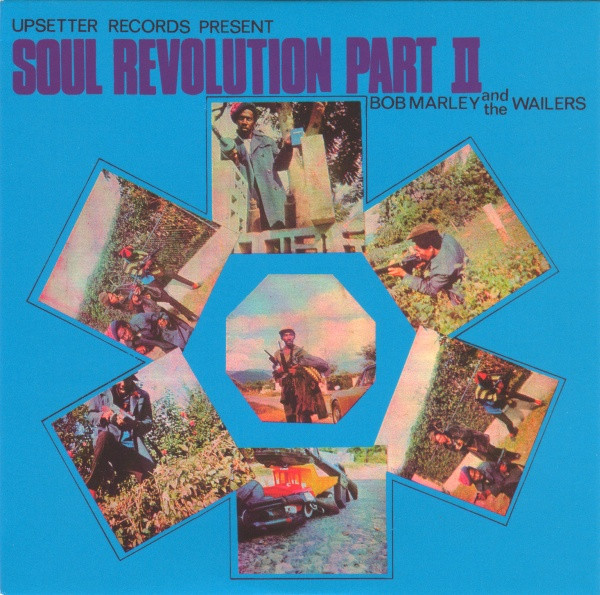 UPSETTER RECORDS PRESENT
SOUL REVOLUTION PART II
BOB MARLEY and the WAILERS